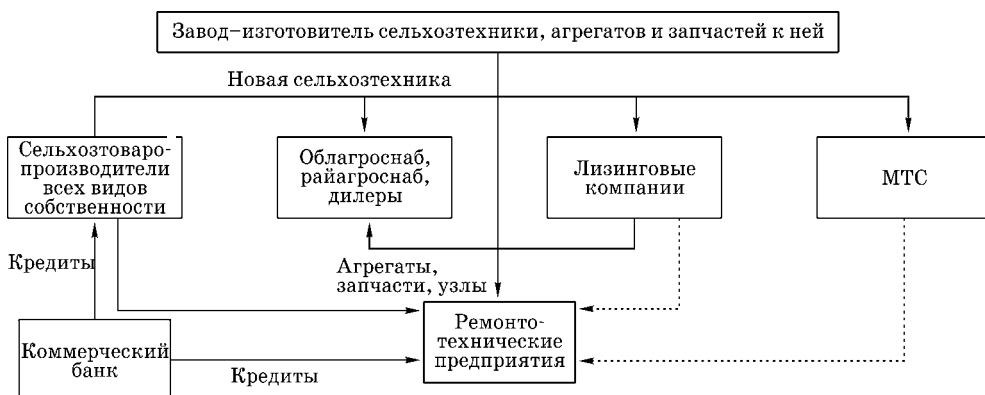 Завод–изготовитель сельхозтехники, агрегатов и запчастей к ней
Новая сельхозтехника
Сельхозтоваро-
производители
всех видов
собственности
Облагроснаб,
райагроснаб,
дилеры
Лизинговые
компании
МТС
Кредиты
Агрегаты,
запчасти, узлы
Ремонто-
технические
предприятия
Коммерческий
банк
Кредиты